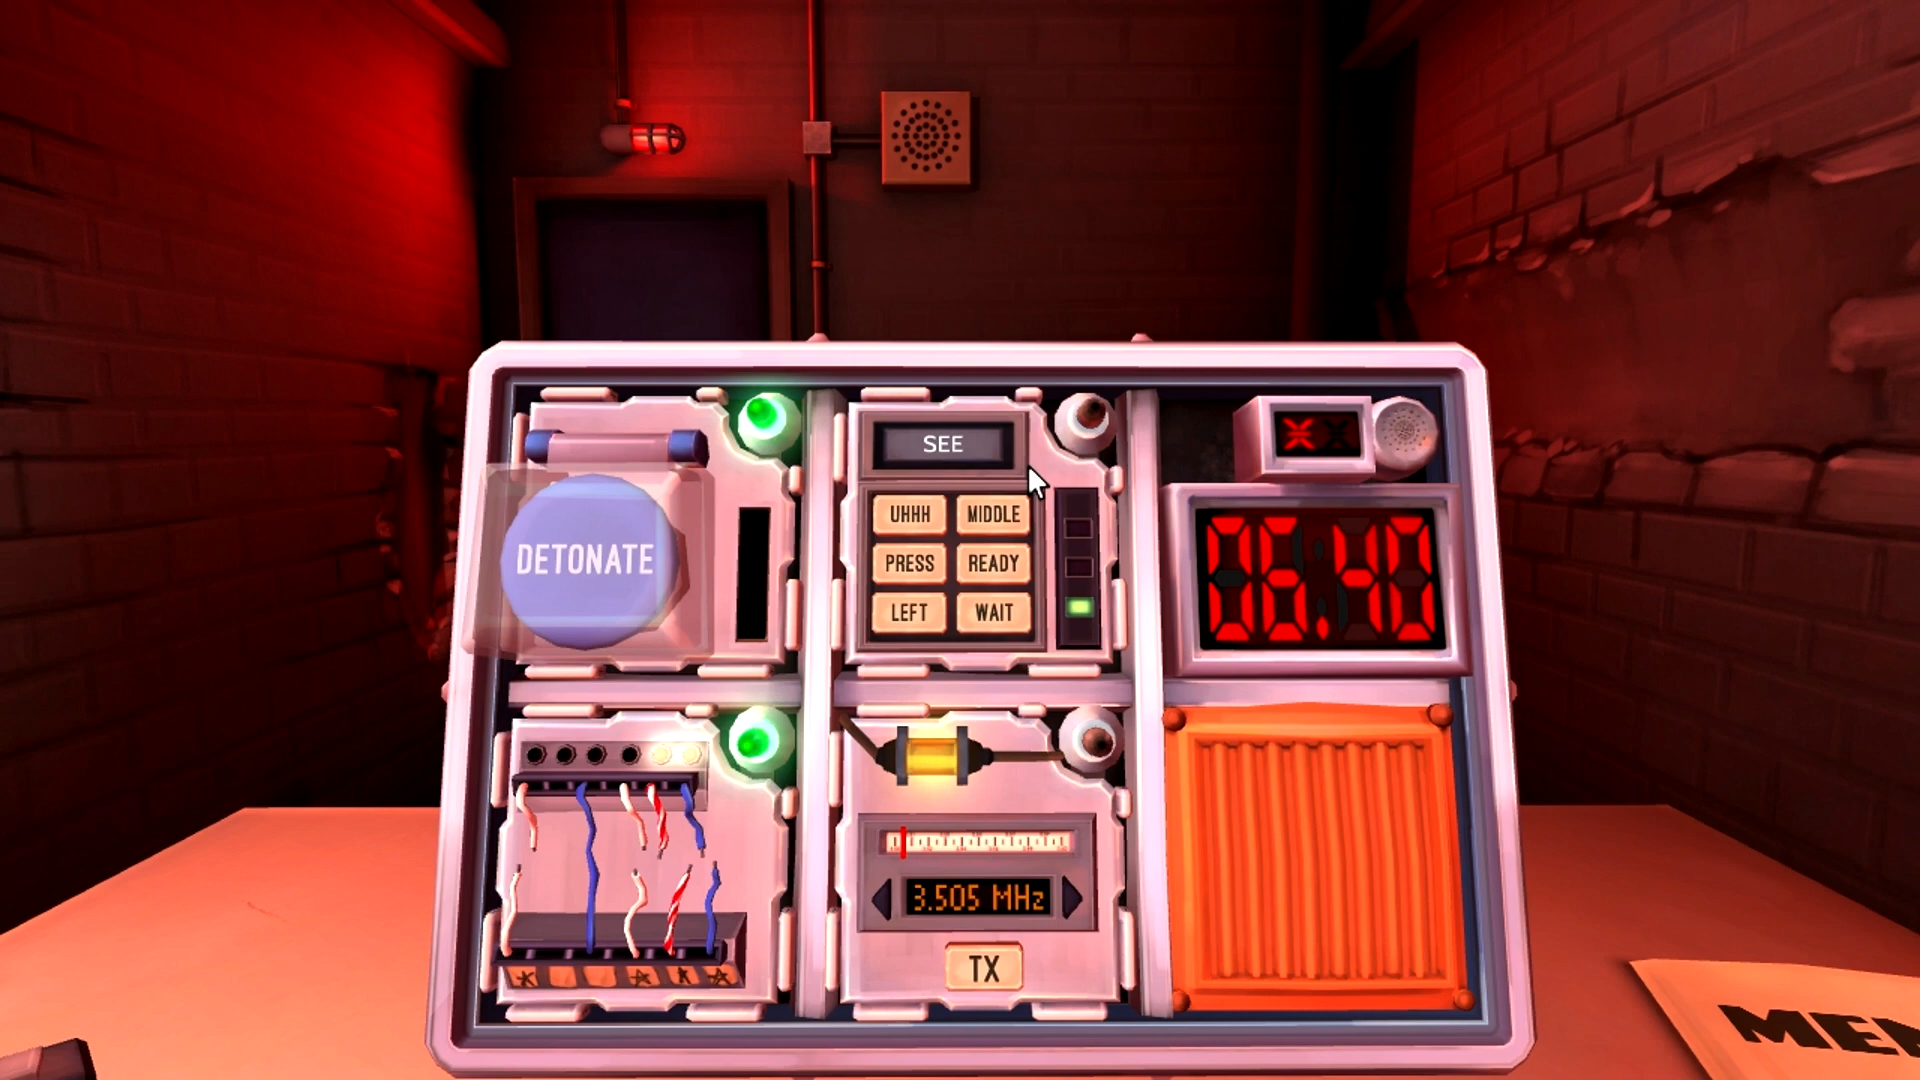 SEE
UHHH MIDDLE
DETONATE
PRESS READY
LEFT WAIT
06.40
3.505 MHz
TX